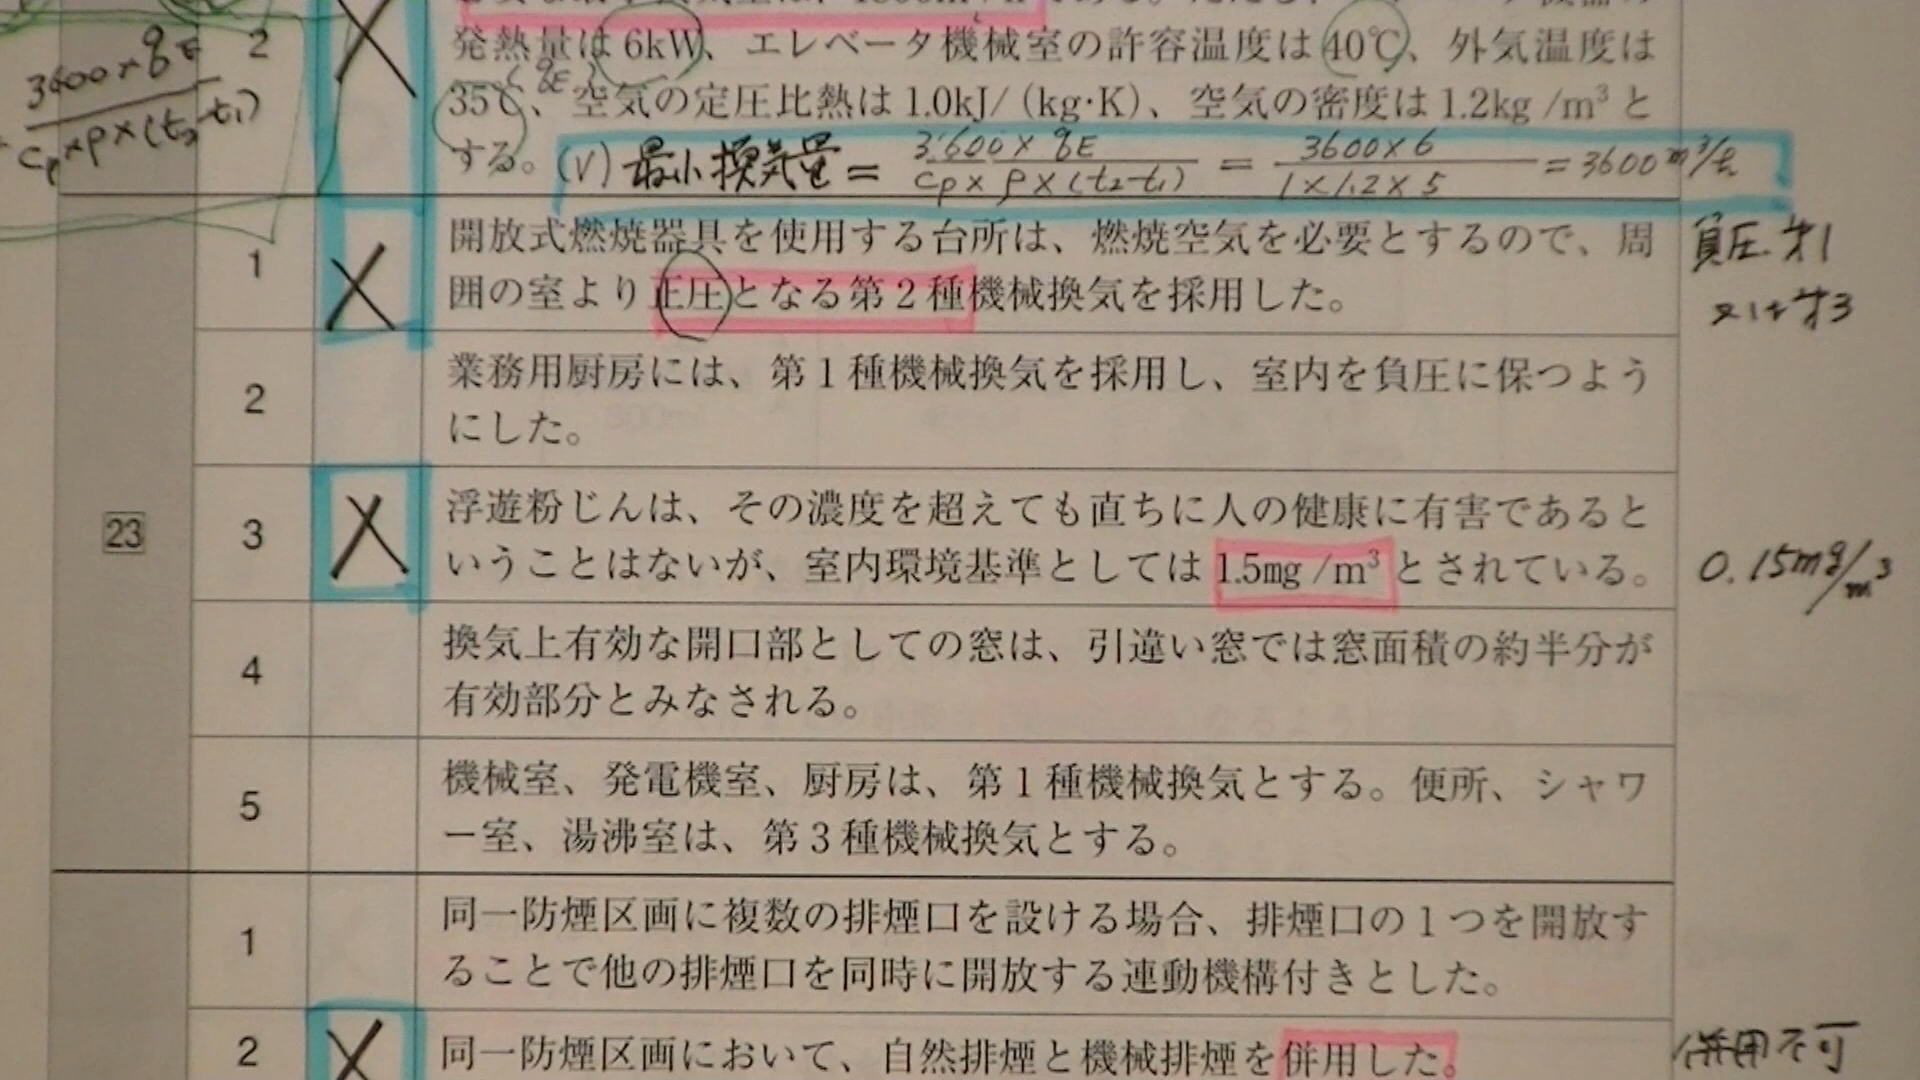 発熱量は6kW、エレベータ機械室の許容温度は40℃、外気温度は
(qE)
35℃、空気の定圧比熱は1.0kJ/(kg·K)、空気の密度は1.2kg/m³と
する。(V) 最小換気量 = 3600×qE / cp×ρ×(t2-t1) = 3600×6 / 1×1.2×5 = 3600m³/h
3600×qE
cp×ρ×(t2-t1)
2
23
1
開放式燃焼器具を使用する台所は、燃焼空気を必要とするので、周
囲の室より正圧となる第2種機械換気を採用した。
負圧 才1
又は才3
2
業務用厨房には、第1種機械換気を採用し、室内を負圧に保つよう
にした。
3
浮遊粉じんは、その濃度を超えても直ちに人の健康に有害であると
いうことはないが、室内環境基準としては1.5mg/m³とされている。
0.15mg/m³
4
換気上有効な開口部としての窓は、引違い窓では窓面積の約半分が
有効部分とみなされる。
5
機械室、発電機室、厨房は、第1種機械換気とする。便所、シャワ
ー室、湯沸室は、第3種機械換気とする。
1
同一防煙区画に複数の排煙口を設ける場合、排煙口の1つを開放す
ることで他の排煙口を同時に開放する連動機構付きとした。
2
同一防煙区画において、自然排煙と機械排煙を併用した。
併用不可